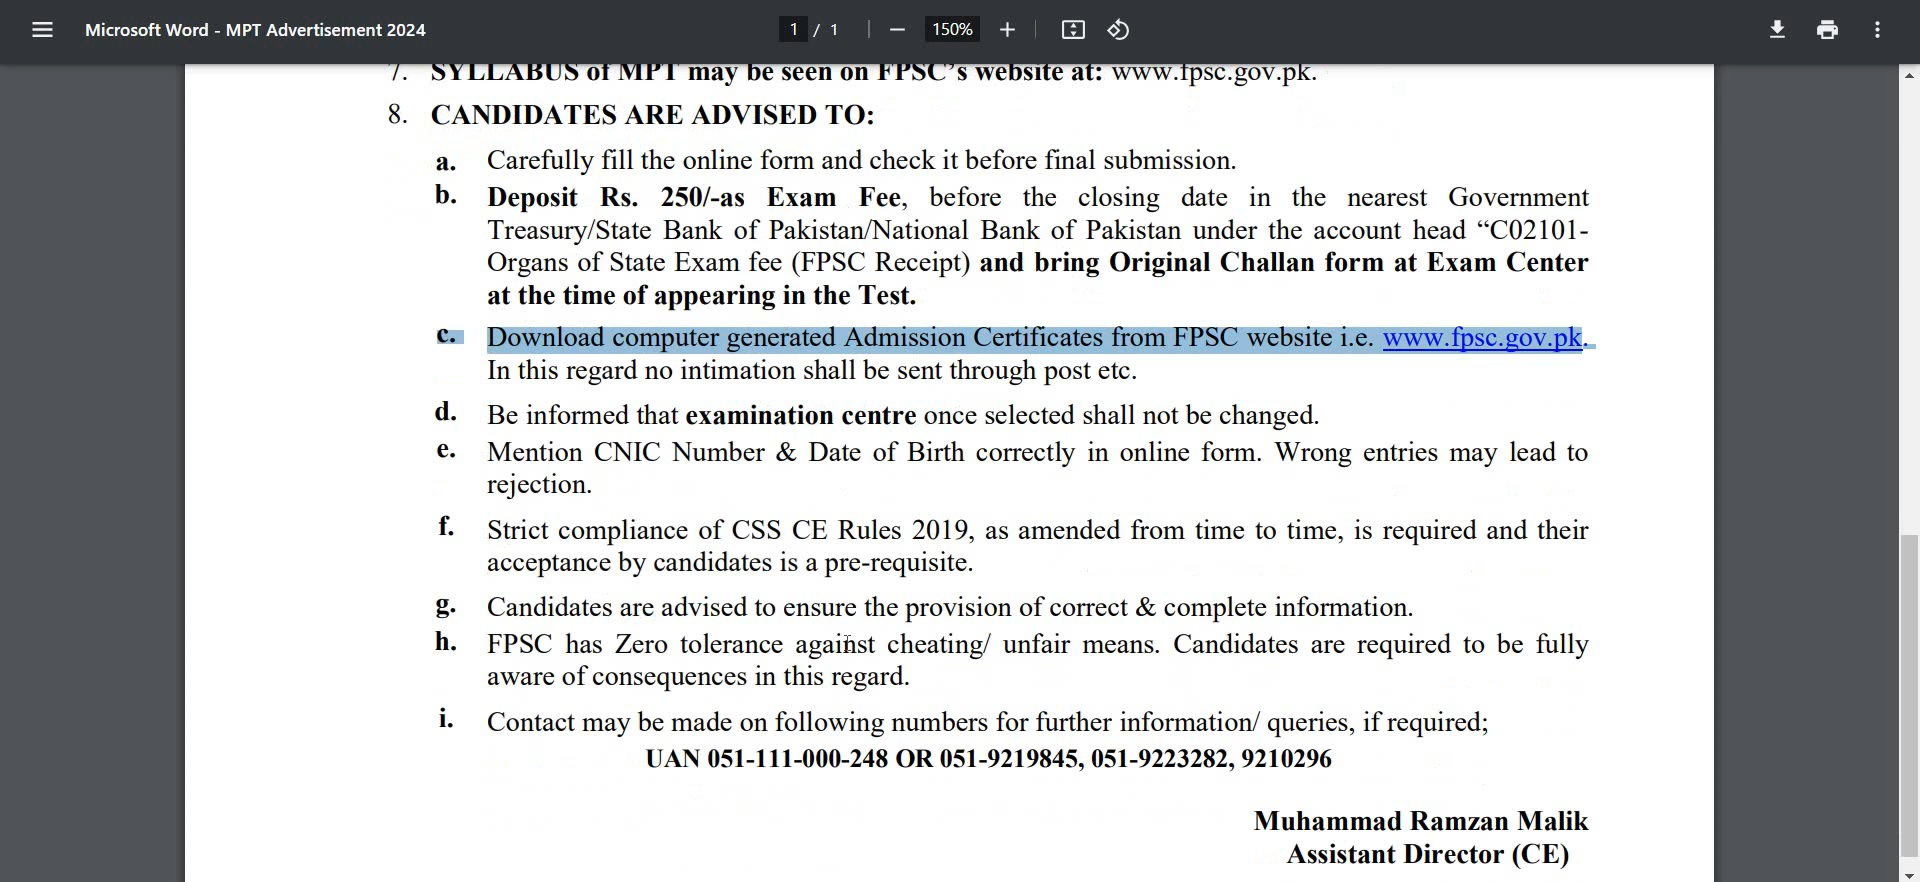 Microsoft Word - MPT Advertisement 2024
1 / 1
150%
7. SYLLABUS of MPT may be seen on FPSC's website at: www.fpsc.gov.pk.
8. CANDIDATES ARE ADVISED TO:
a. Carefully fill the online form and check it before final submission.
b. Deposit Rs. 250/-as Exam Fee, before the closing date in the nearest Government
Treasury/State Bank of Pakistan/National Bank of Pakistan under the account head “C02101-
Organs of State Exam fee (FPSC Receipt) and bring Original Challan form at Exam Center
at the time of appearing in the Test.
c. Download computer generated Admission Certificates from FPSC website i.e. www.fpsc.gov.pk.
In this regard no intimation shall be sent through post etc.
d. Be informed that examination centre once selected shall not be changed.
e. Mention CNIC Number & Date of Birth correctly in online form. Wrong entries may lead to
rejection.
f. Strict compliance of CSS CE Rules 2019, as amended from time to time, is required and their
acceptance by candidates is a pre-requisite.
g. Candidates are advised to ensure the provision of correct & complete information.
h. FPSC has Zero tolerance against cheating/ unfair means. Candidates are required to be fully
aware of consequences in this regard.
i. Contact may be made on following numbers for further information/ queries, if required;
UAN 051-111-000-248 OR 051-9219845, 051-9223282, 9210296
Muhammad Ramzan Malik
Assistant Director (CE)